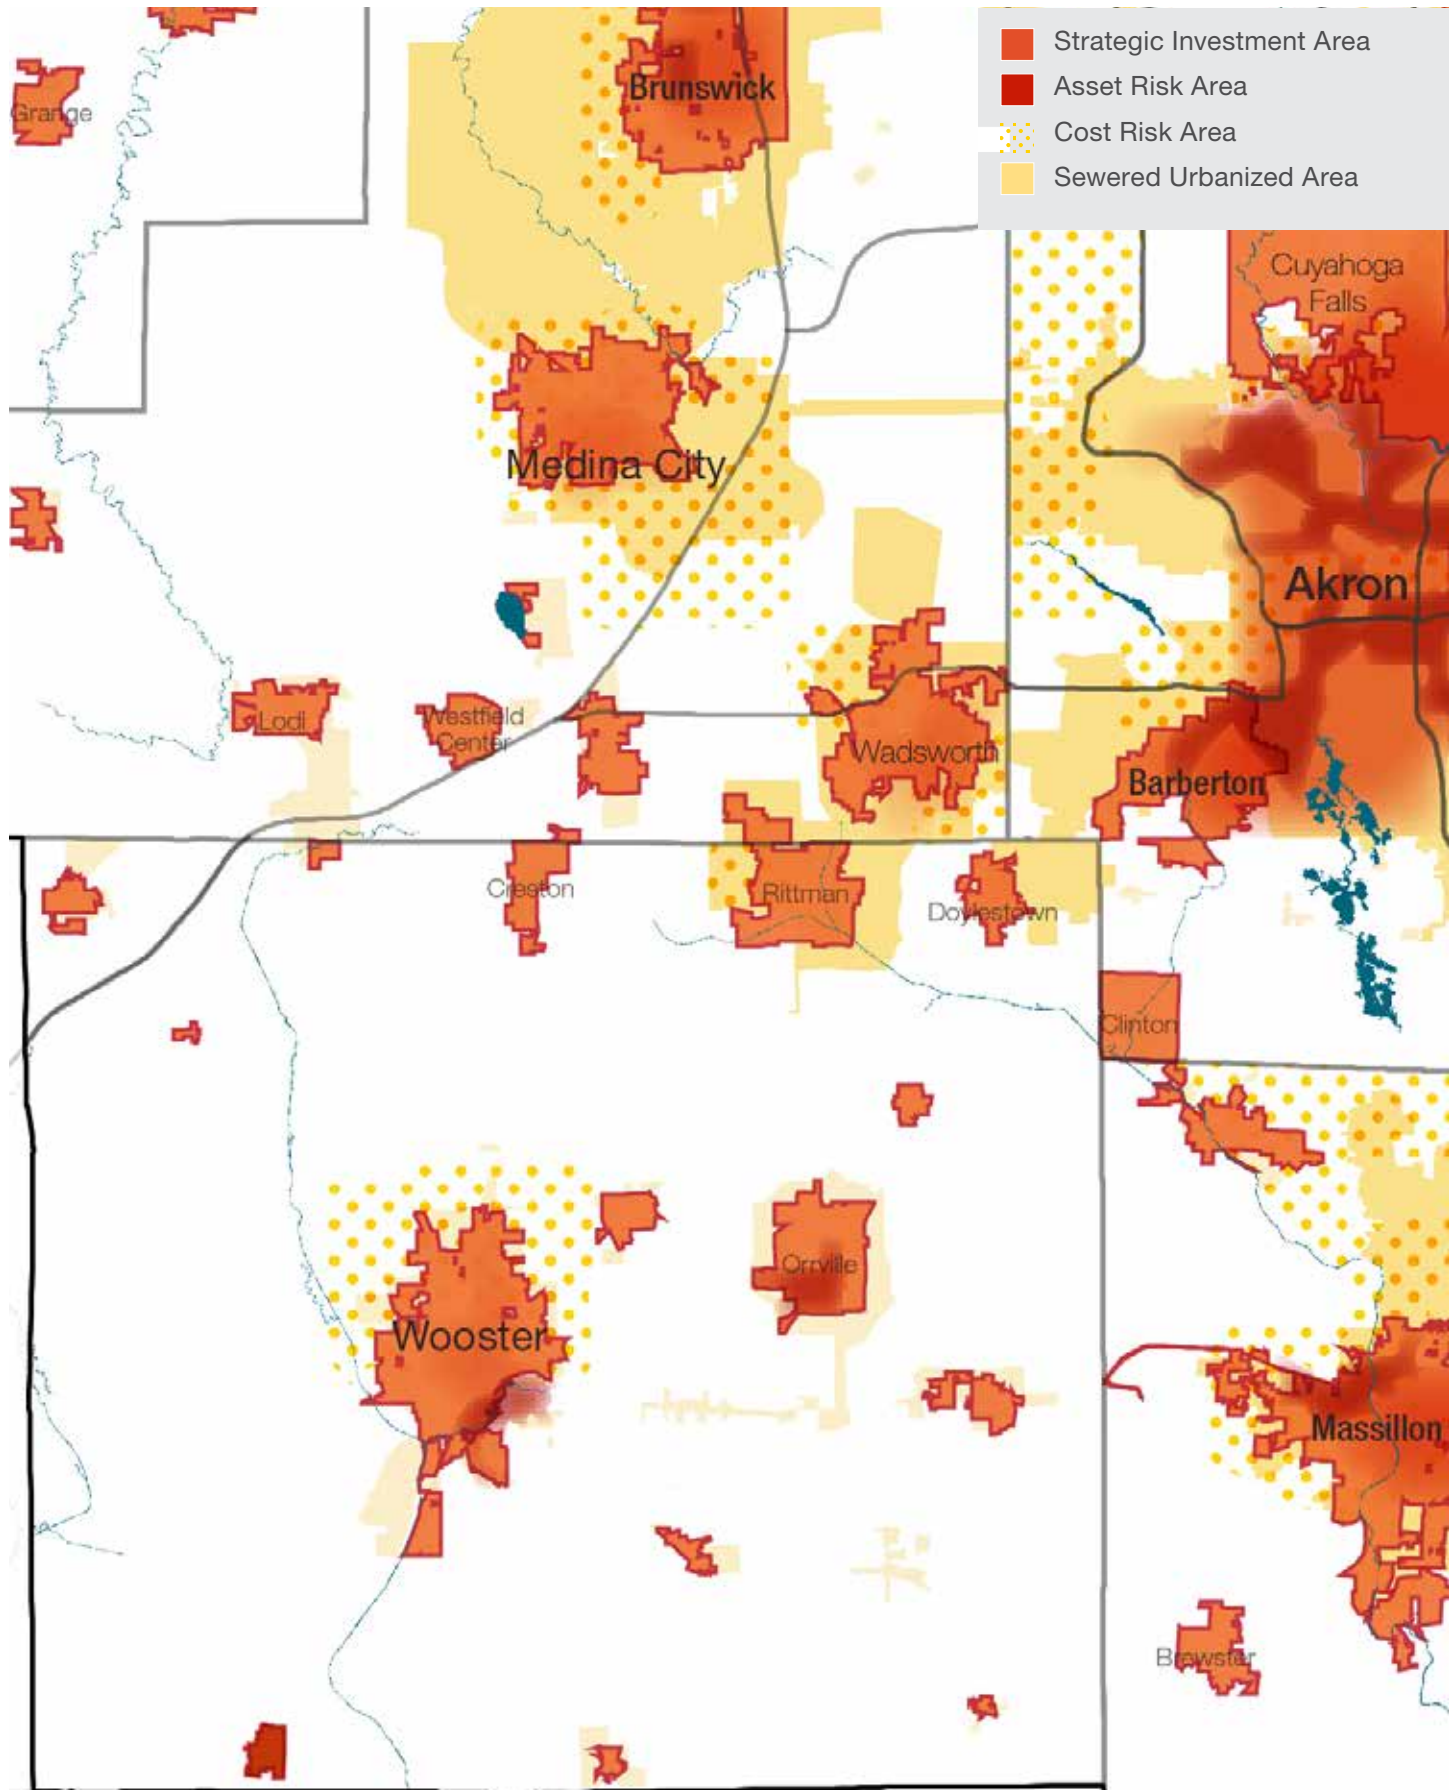 Strategic Investment Area
Asset Risk Area
Cost Risk Area
Sewered Urbanized Area
Brunswick
Grange
Cuyahoga
Falls
Medina City
Akron
Lodi
Westfield
Center
Wadsworth
Barberton
Creston
Rittman
Doylestown
Clinton
Orrville
Wooster
Massillon
Brewster